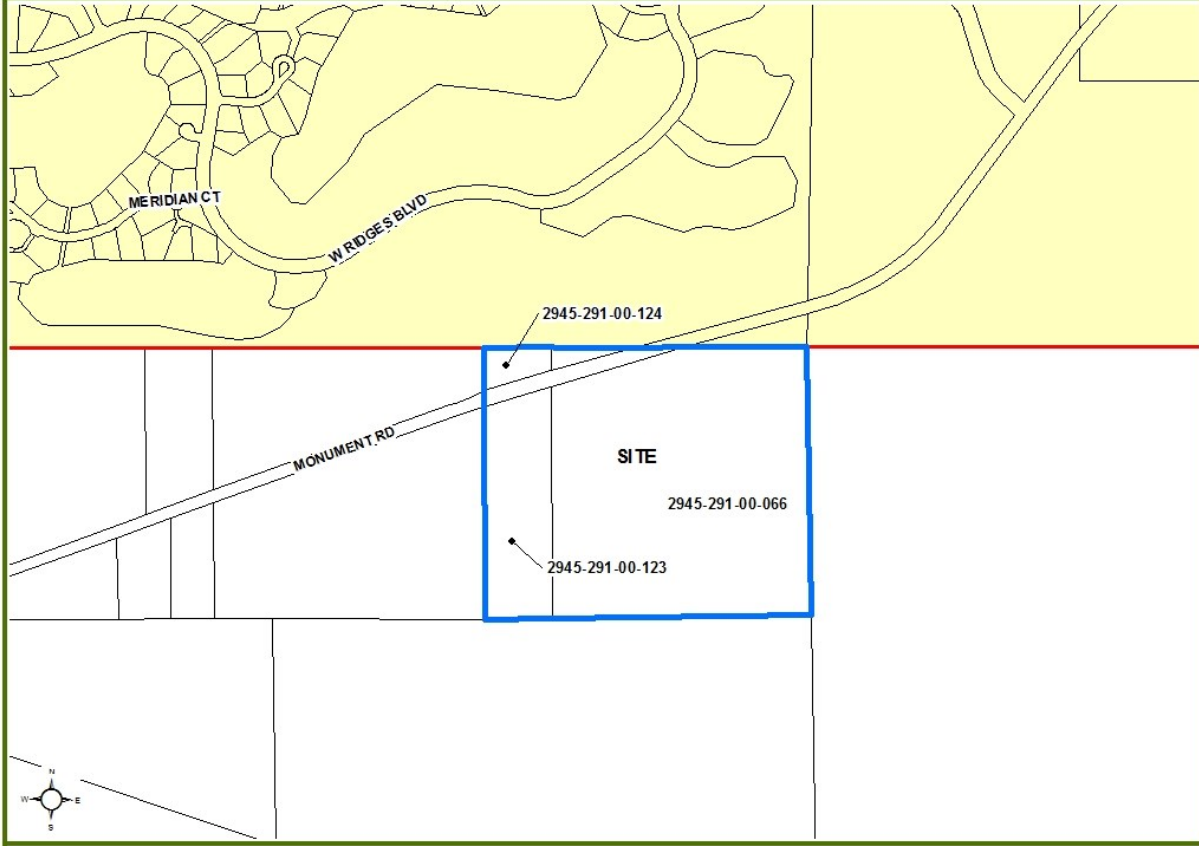 MERIDIAN CT
W RIDGES BLVD
2945-291-00-124
MONUMENT RD
SITE
2945-291-00-066
2945-291-00-123
N
W E
S